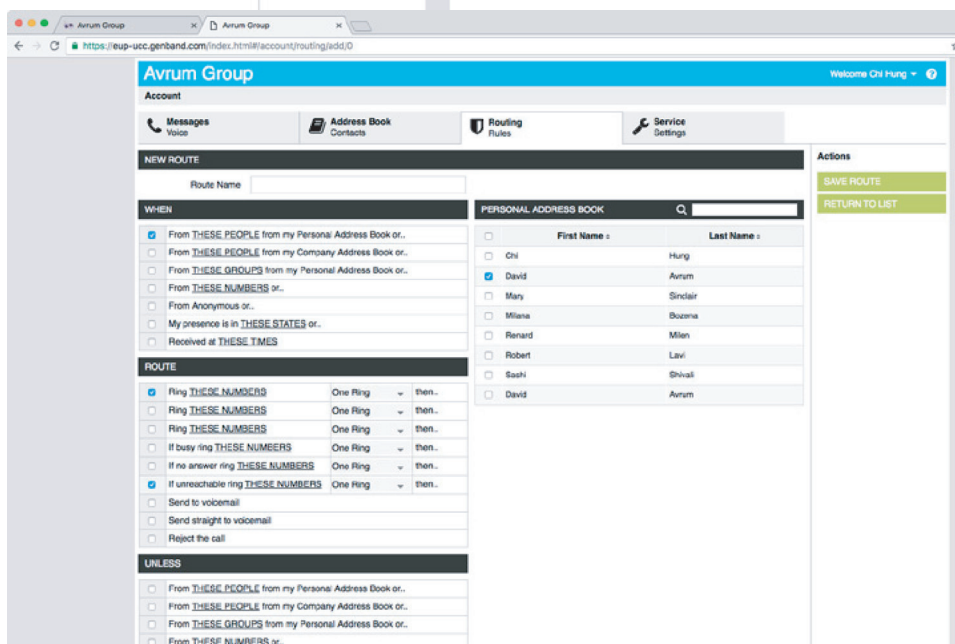 Avrum Group
Avrum Group
https://eup-ucc.genband.com/index.html#/account/routing/add/0
Avrum Group
Welcome Chi Hung
Account
Messages
Voice
Address Book
Contacts
Routing
Rules
Service
Settings
NEW ROUTE
Route Name
WHEN
From THESE PEOPLE from my Personal Address Book or..
From THESE PEOPLE from my Company Address Book or..
From THESE GROUPS from my Personal Address Book or..
From THESE NUMBERS or..
From Anonymous or..
My presence is in THESE STATES or..
Received at THESE TIMES
ROUTE
Ring THESE NUMBERS One Ring then..
Ring THESE NUMBERS One Ring then..
Ring THESE NUMBERS One Ring then..
If busy ring THESE NUMBERS One Ring then..
If no answer ring THESE NUMBERS One Ring then..
If unreachable ring THESE NUMBERS One Ring then..
Send to voicemail
Send straight to voicemail
Reject the call
UNLESS
From THESE PEOPLE from my Personal Address Book or..
From THESE PEOPLE from my Company Address Book or..
From THESE GROUPS from my Personal Address Book or..
From THESE NUMBERS or..
PERSONAL ADDRESS BOOK
First Name Last Name
Chi Hung
David Avrum
Mary Sinclair
Milana Bozena
Renard Milen
Robert Lavi
Sashi Shivali
David Avrum
Actions
SAVE ROUTE
RETURN TO LIST